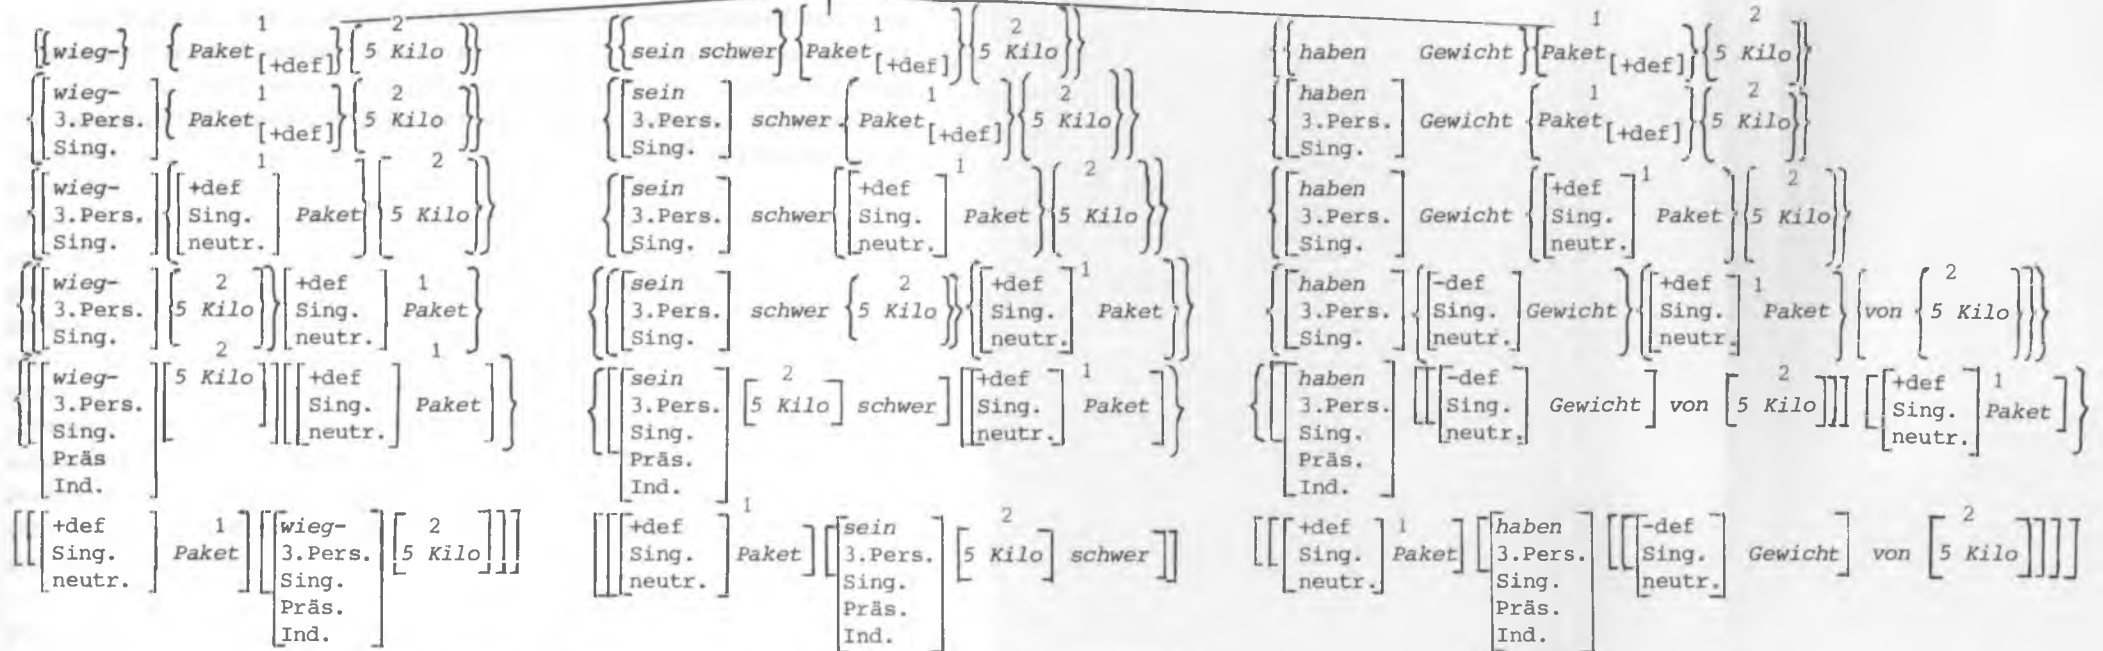 1 2
{{wieg-} {Paket[+def]}{5 Kilo}}
1 2
wieg-
3.Pers. Paket[+def] 5 Kilo
Sing.
1 2
wieg- +def
3.Pers. Sing. Paket 5 Kilo
Sing. neutr.
wieg- 2 +def 1
3.Pers. 5 Kilo Sing. Paket
Sing. neutr.
2 1
wieg- 5 Kilo +def
3.Pers. Sing. Paket
Sing. neutr.
Präs
Ind.
+def 1 wieg- 2
Sing. Paket 3.Pers. 5 Kilo
neutr. Sing.
Präs.
Ind.
1 2
{{sein schwer}{Paket[+def]}{5 Kilo}}
1 2
sein
3.Pers. schwer Paket[+def] 5 Kilo
Sing.
1 2
sein +def
3.Pers. schwer Sing. Paket 5 Kilo
Sing. neutr.
sein 2 +def 1
3.Pers. schwer 5 Kilo Sing. Paket
Sing. neutr.
sein 2 +def 1
3.Pers. 5 Kilo schwer Sing. Paket
Sing. neutr.
Präs.
Ind.
1 2
+def sein
Sing. Paket 3.Pers. 5 Kilo schwer
neutr. Sing.
Präs.
Ind.
1 2
{{haben Gewicht}{Paket[+def]}{5 Kilo}}
1 2
haben
3.Pers. Gewicht Paket[+def] 5 Kilo
Sing.
1 2
haben +def
3.Pers. Gewicht Sing. Paket 5 Kilo
Sing. neutr.
2
haben -def +def 1
3.Pers. Sing. Gewicht Sing. Paket von 5 Kilo
Sing. neutr. neutr.
haben -def 2 +def 1
3.Pers. Sing. Gewicht von 5 Kilo Sing. Paket
Sing. neutr. neutr.
Präs.
Ind.
+def 1 haben -def 2
Sing. Paket 3.Pers. Sing. Gewicht von 5 Kilo
neutr. Sing. neutr.
Präs.
Ind.